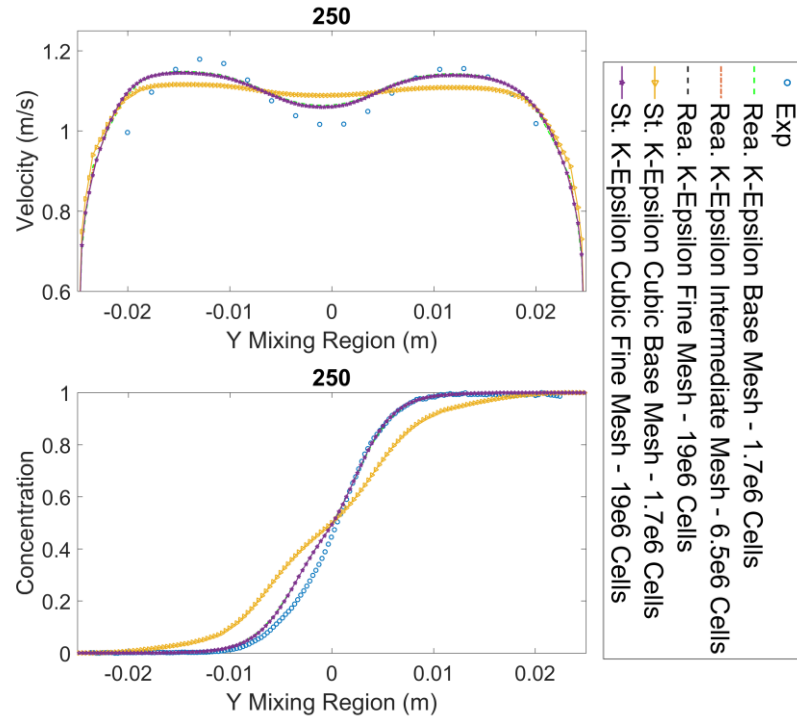 250
1.2
1
0.8
0.6
Velocity (m/s)
-0.02 -0.01 0 0.01 0.02
Y Mixing Region (m)
250
1
0.8
0.6
0.4
0.2
0
Concentration
-0.02 -0.01 0 0.01 0.02
Y Mixing Region (m)
Exp
Rea. K-Epsilon Base Mesh - 1.7e6 Cells
Rea. K-Epsilon Intermediate Mesh - 6.5e6 Cells
Rea. K-Epsilon Fine Mesh - 19e6 Cells
St. K-Epsilon Cubic Base Mesh - 1.7e6 Cells
St. K-Epsilon Cubic Fine Mesh - 19e6 Cells